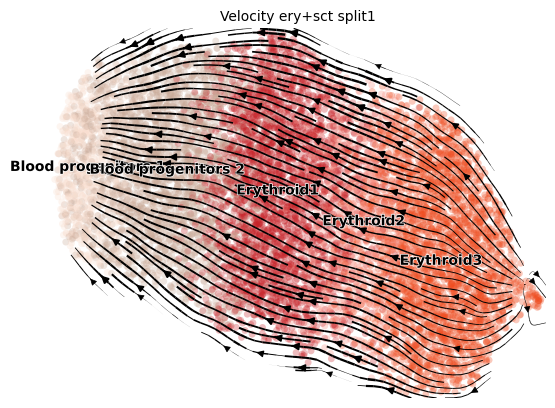 Velocity ery+sct split1
Blood progenitors 2
Erythroid1
Erythroid2
Erythroid3